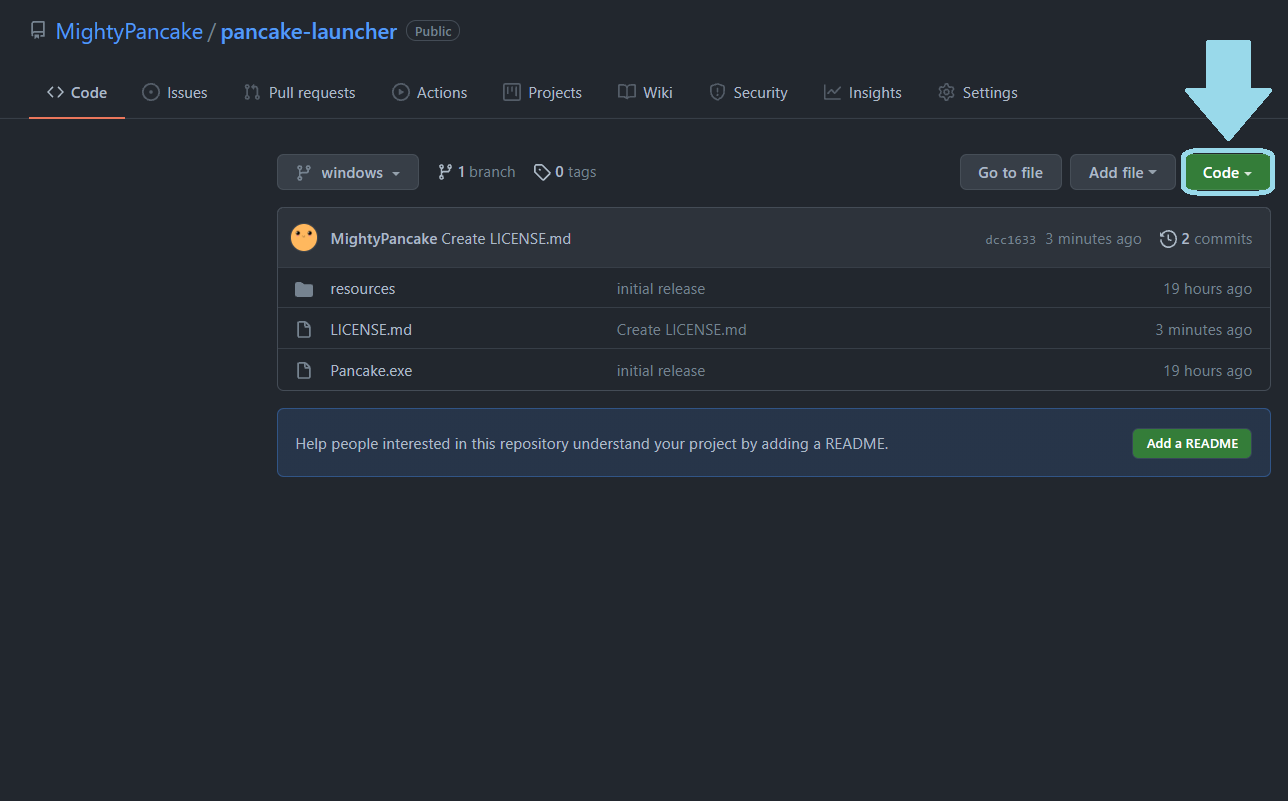 MightyPancake / pancake-launcher Public
Code Issues Pull requests Actions Projects Wiki Security Insights Settings
windows 1 branch 0 tags Go to file Add file Code
MightyPancake Create LICENSE.md dcc1633 3 minutes ago 2 commits
resources initial release 19 hours ago
LICENSE.md Create LICENSE.md 3 minutes ago
Pancake.exe initial release 19 hours ago
Help people interested in this repository understand your project by adding a README. Add a README